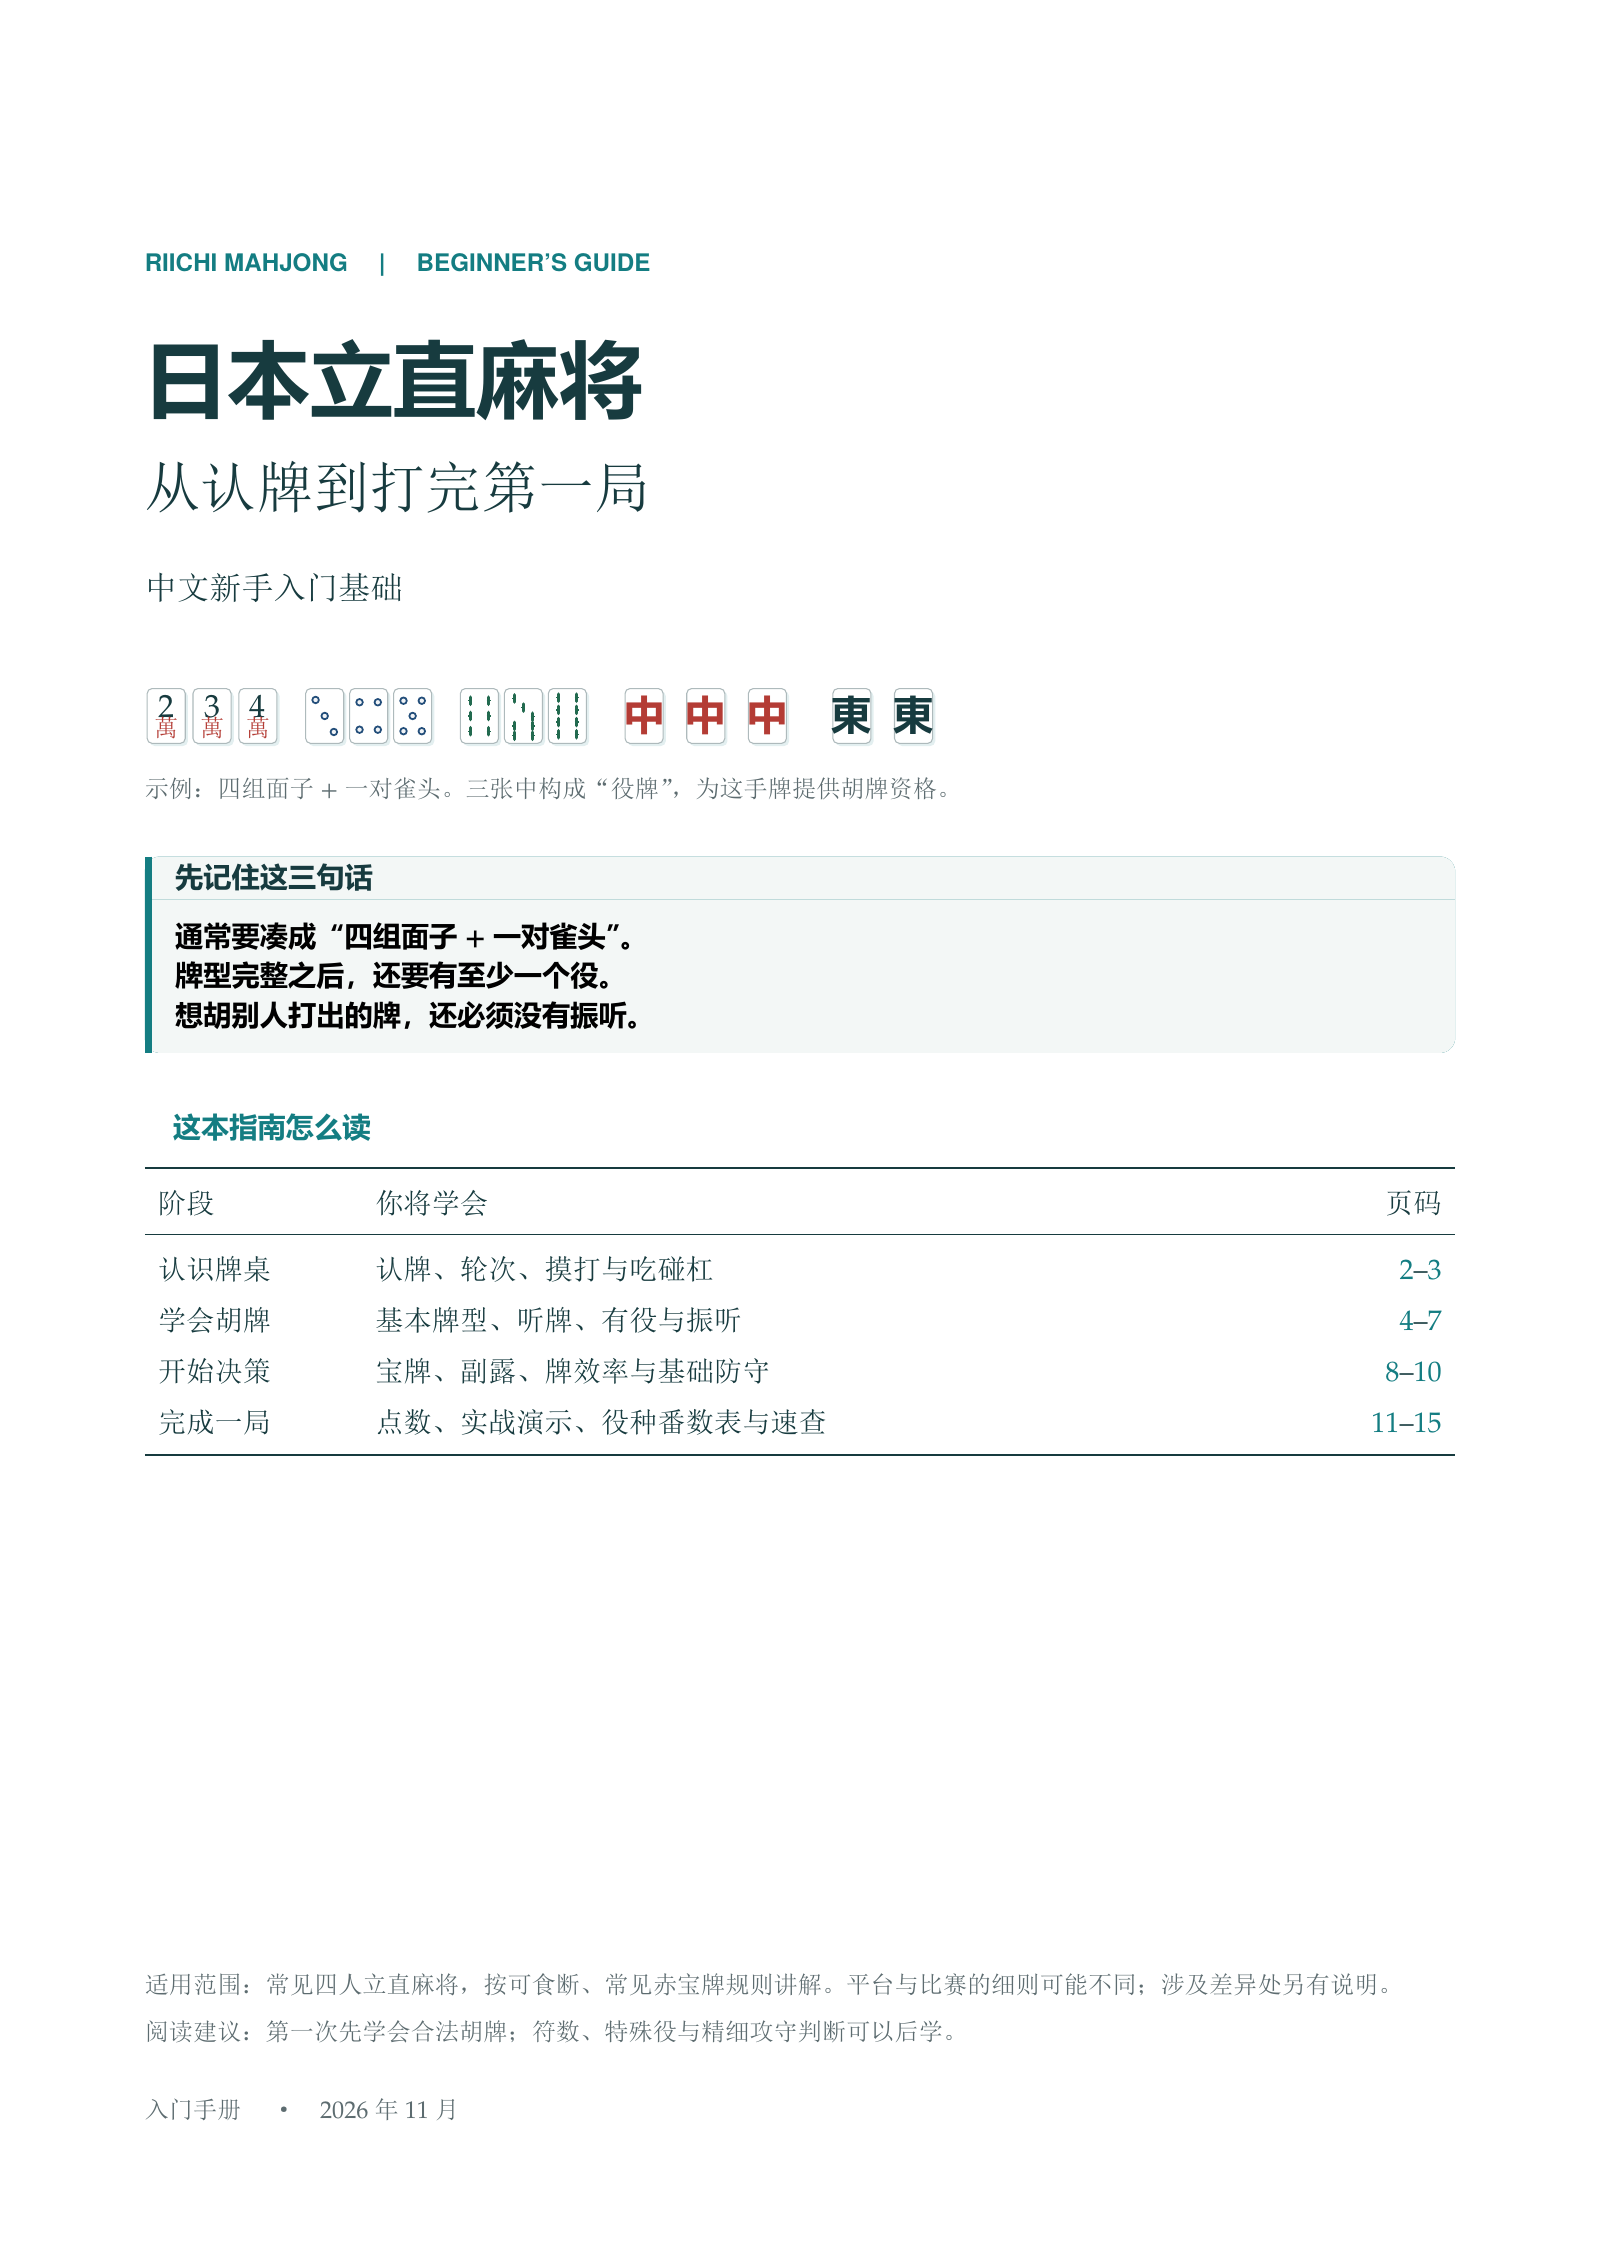 RIICHI MAHJONG | BEGINNER’S GUIDE
日本立直麻将
从认牌到打完第一局
中文新手入门基础
2萬 3萬 4萬 中 中 中 東 東
示例：四组面子 + 一对雀头。三张中构成“役牌”，为这手牌提供胡牌资格。
先记住这三句话
通常要凑成“四组面子 + 一对雀头”。
牌型完整之后，还要有至少一个役。
想胡别人打出的牌，还必须没有振听。
这本指南怎么读
阶段 你将学会 页码
认识牌桌 认牌、轮次、摸打与吃碰杠 2–3
学会胡牌 基本牌型、听牌、有役与振听 4–7
开始决策 宝牌、副露、牌效率与基础防守 8–10
完成一局 点数、实战演示、役种番数表与速查 11–15
适用范围：常见四人立直麻将，按可食断、常见赤宝牌规则讲解。平台与比赛的细则可能不同；涉及差异处另有说明。
阅读建议：第一次先学会合法胡牌；符数、特殊役与精细攻守判断可以后学。
入门手册 • 2026 年 11 月